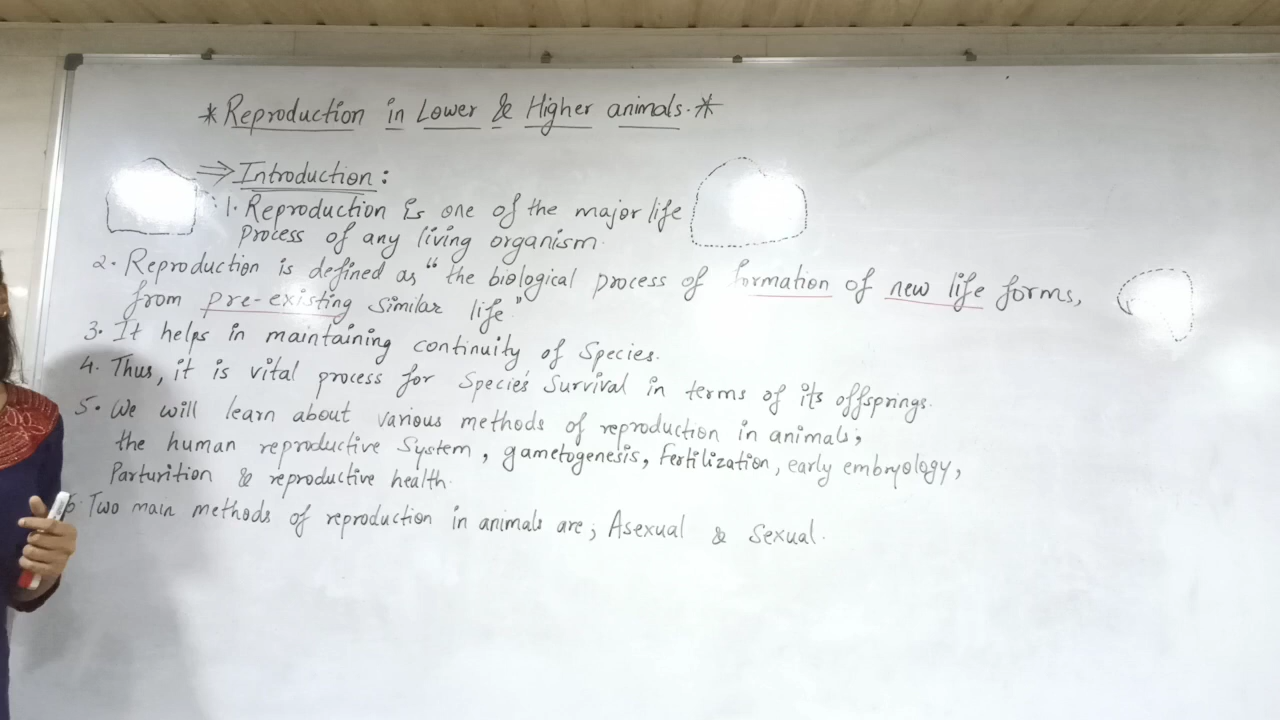 *Reproduction in Lower & Higher animals.*
⇒ Introduction:
1. Reproduction is one of the major life
process of any living organism.
2. Reproduction is defined as "the biological process of formation of new life forms,
from pre-existing similar life"
3. It helps in maintaining continuity of Species.
4. Thus, it is vital process for Specie's Survival in terms of its offsprings.
5. We will learn about various methods of reproduction in animals;
the human reproductive System, gametogenesis, Fertilization, early embryology,
Parturition & reproductive health.
6. Two main methods of reproduction in animals are; Asexual & Sexual.